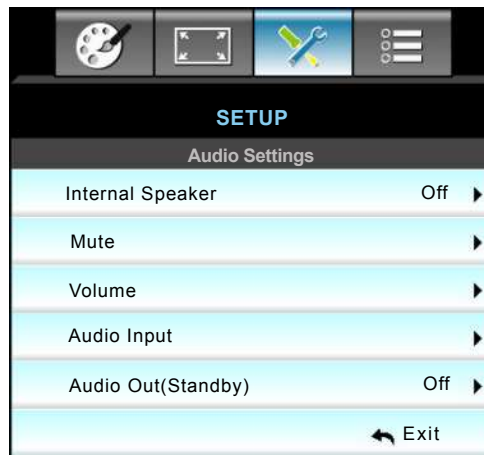 SETUP
Audio Settings
Internal Speaker Off
Mute
Volume
Audio Input
Audio Out(Standby) Off
Exit